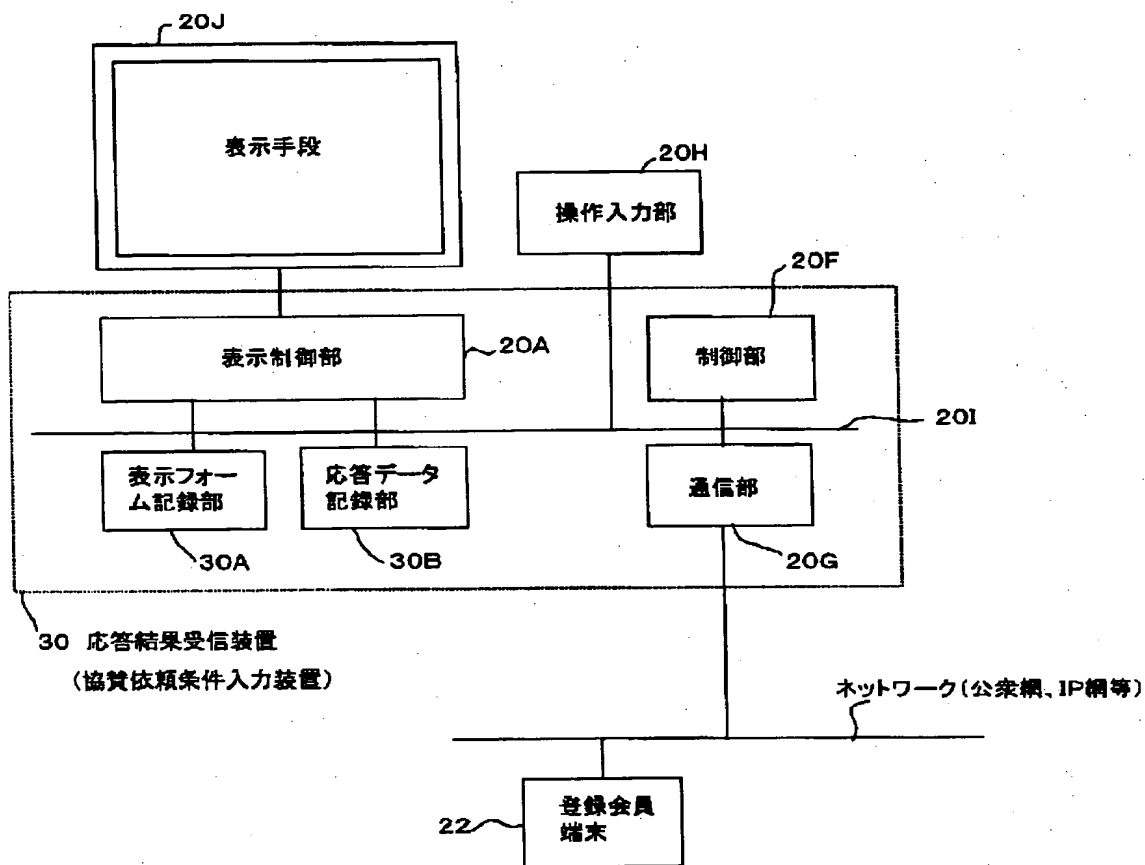 20J
表示手段
20H
操作入力部
20F
表示制御部
20A
制御部
20I
表示フォー
ム記録部
応答データ
記録部
通信部
30A
30B
20G
30 応答結果受信装置
(協賛依頼条件入力装置)
ネットワーク(公衆網、IP網等)
登録会員
端末
22